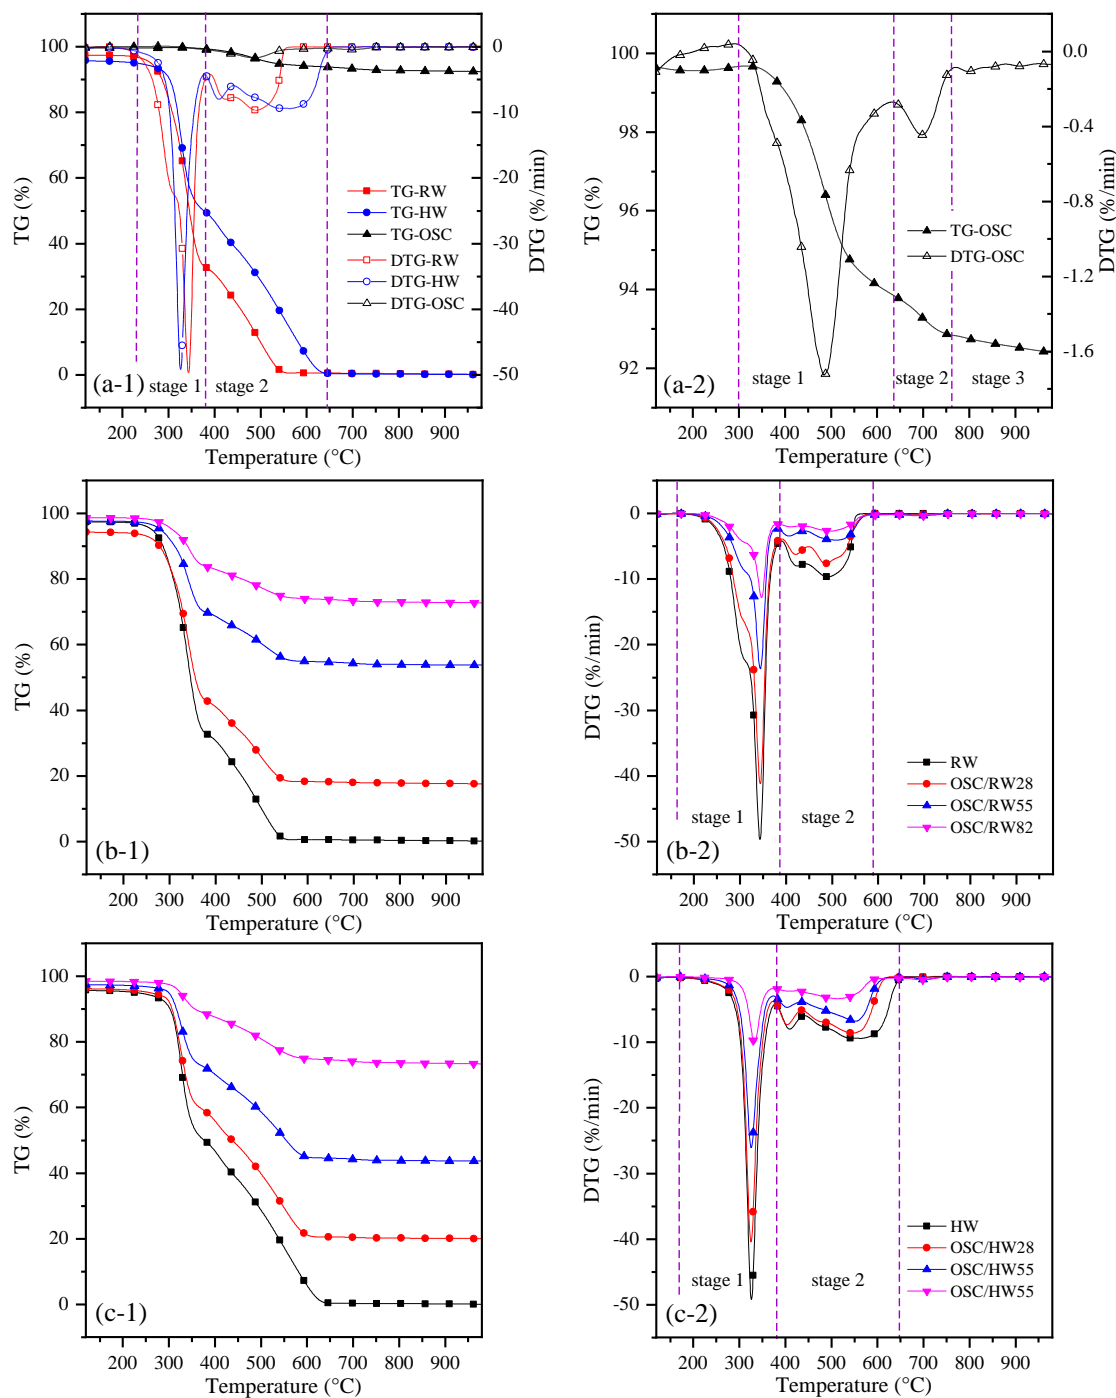 100
80
60
40
20
0
TG (%)
0
-10
-20
-30
-40
-50
DTG (%/min)
TG-RW
TG-HW
TG-OSC
DTG-RW
DTG-HW
DTG-OSC
(a-1)
stage 1
stage 2
200 300 400 500 600 700 800 900
Temperature (°C)
100
98
96
94
92
TG (%)
0.0
-0.4
-0.8
-1.2
-1.6
DTG (%/min)
TG-OSC
DTG-OSC
(a-2)
stage 1
stage 2
stage 3
200 300 400 500 600 700 800 900
Temperature (°C)
100
80
60
40
20
0
TG (%)
(b-1)
200 300 400 500 600 700 800 900
Temperature (°C)
0
-10
-20
-30
-40
-50
DTG (%/min)
stage 1
stage 2
RW
OSC/RW28
OSC/RW55
OSC/RW82
(b-2)
200 300 400 500 600 700 800 900
Temperature (°C)
100
80
60
40
20
0
TG (%)
(c-1)
200 300 400 500 600 700 800 900
Temperature (°C)
0
-10
-20
-30
-40
-50
DTG (%/min)
stage 1
stage 2
HW
OSC/HW28
OSC/HW55
OSC/HW55
(c-2)
200 300 400 500 600 700 800 900
Temperature (°C)